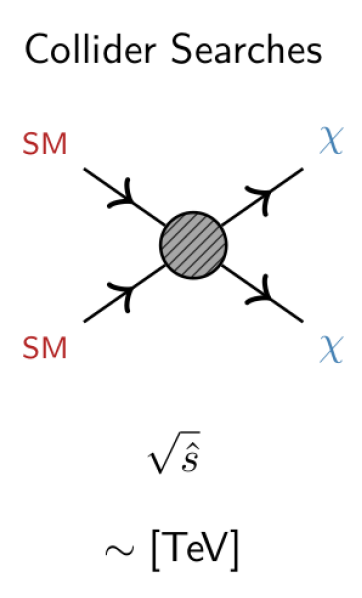 Collider Searches
SM χ
SM χ
√ŝ
∼ [TeV]